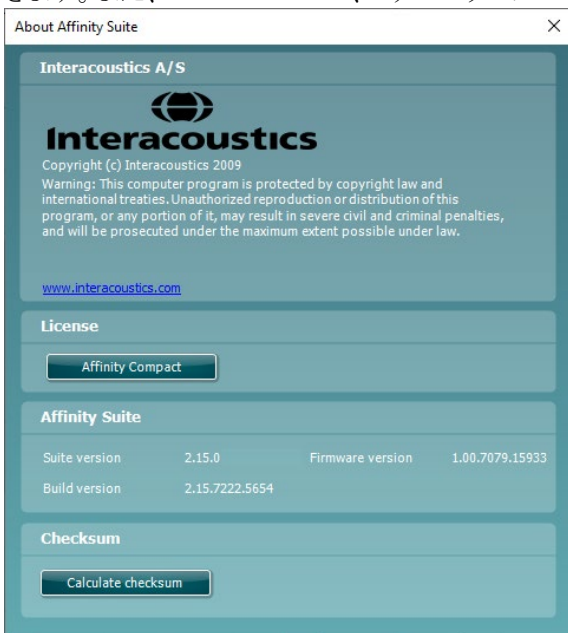 About Affinity Suite
Interacoustics A/S
Interacoustics
Copyright (c) Interacoustics 2009
Warning: This computer program is protected by copyright law and
international treaties. Unauthorized reproduction or distribution of this
program, or any portion of it, may result in severe civil and criminal penalties,
and will be prosecuted under the maximum extent possible under law.
www.interacoustics.com
License
Affinity Compact
Affinity Suite
Suite version 2.15.0 Firmware version 1.00.7079.15933
Build version 2.15.7222.5654
Checksum
Calculate checksum